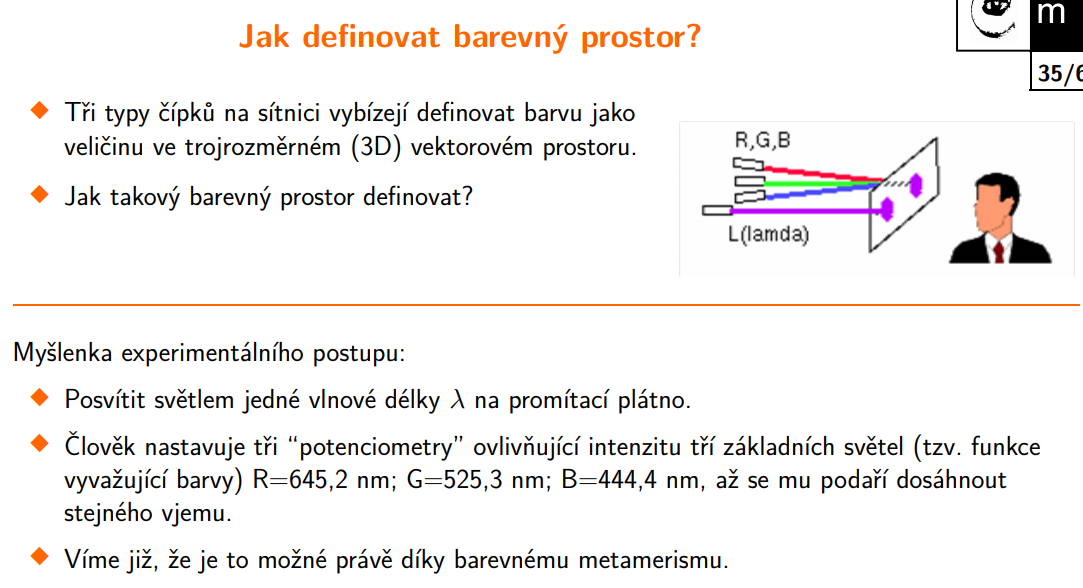 Jak definovat barevný prostor?
m
35/6
Tři typy čípků na sítnici vybízejí definovat barvu jako
veličinu ve trojrozměrném (3D) vektorovém prostoru.
Jak takový barevný prostor definovat?
R,G,B
L(lamda)
Myšlenka experimentálního postupu:
Posvítit světlem jedné vlnové délky λ na promítací plátno.
Člověk nastavuje tři “potenciometry” ovlivňující intenzitu tří základních světel (tzv. funkce
vyvažující barvy) R=645,2 nm; G=525,3 nm; B=444,4 nm, až se mu podaří dosáhnout
stejného vjemu.
Víme již, že je to možné právě díky barevnému metamerismu.